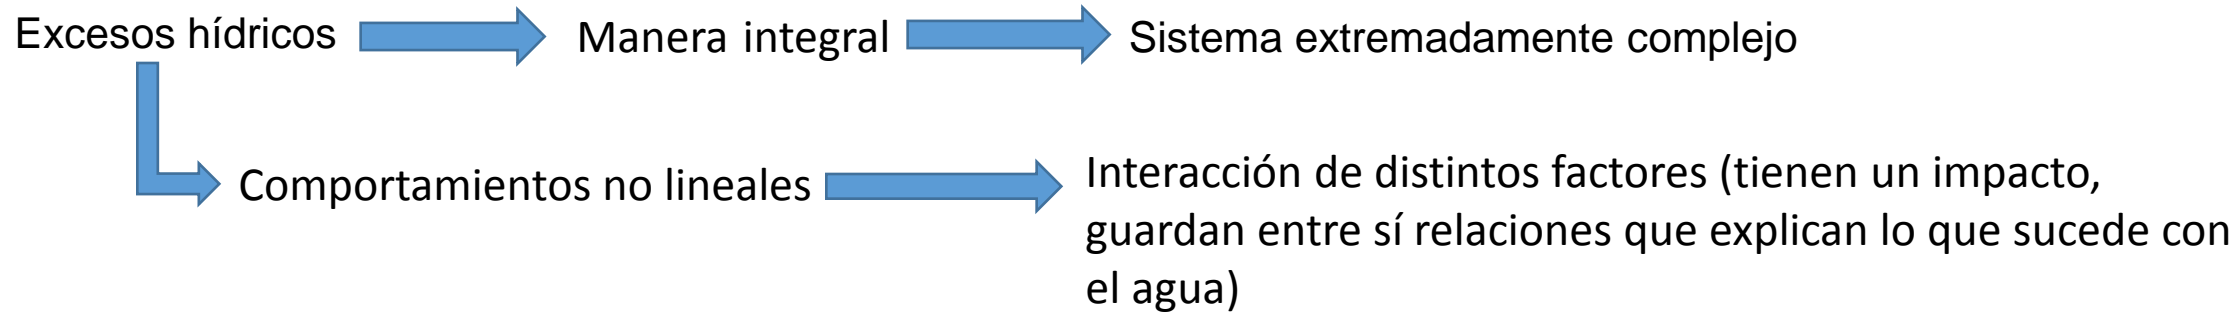 Excesos hídricos Manera integral Sistema extremadamente complejo
Comportamientos no lineales Interacción de distintos factores (tienen un impacto,
guardan entre sí relaciones que explican lo que sucede con
el agua)